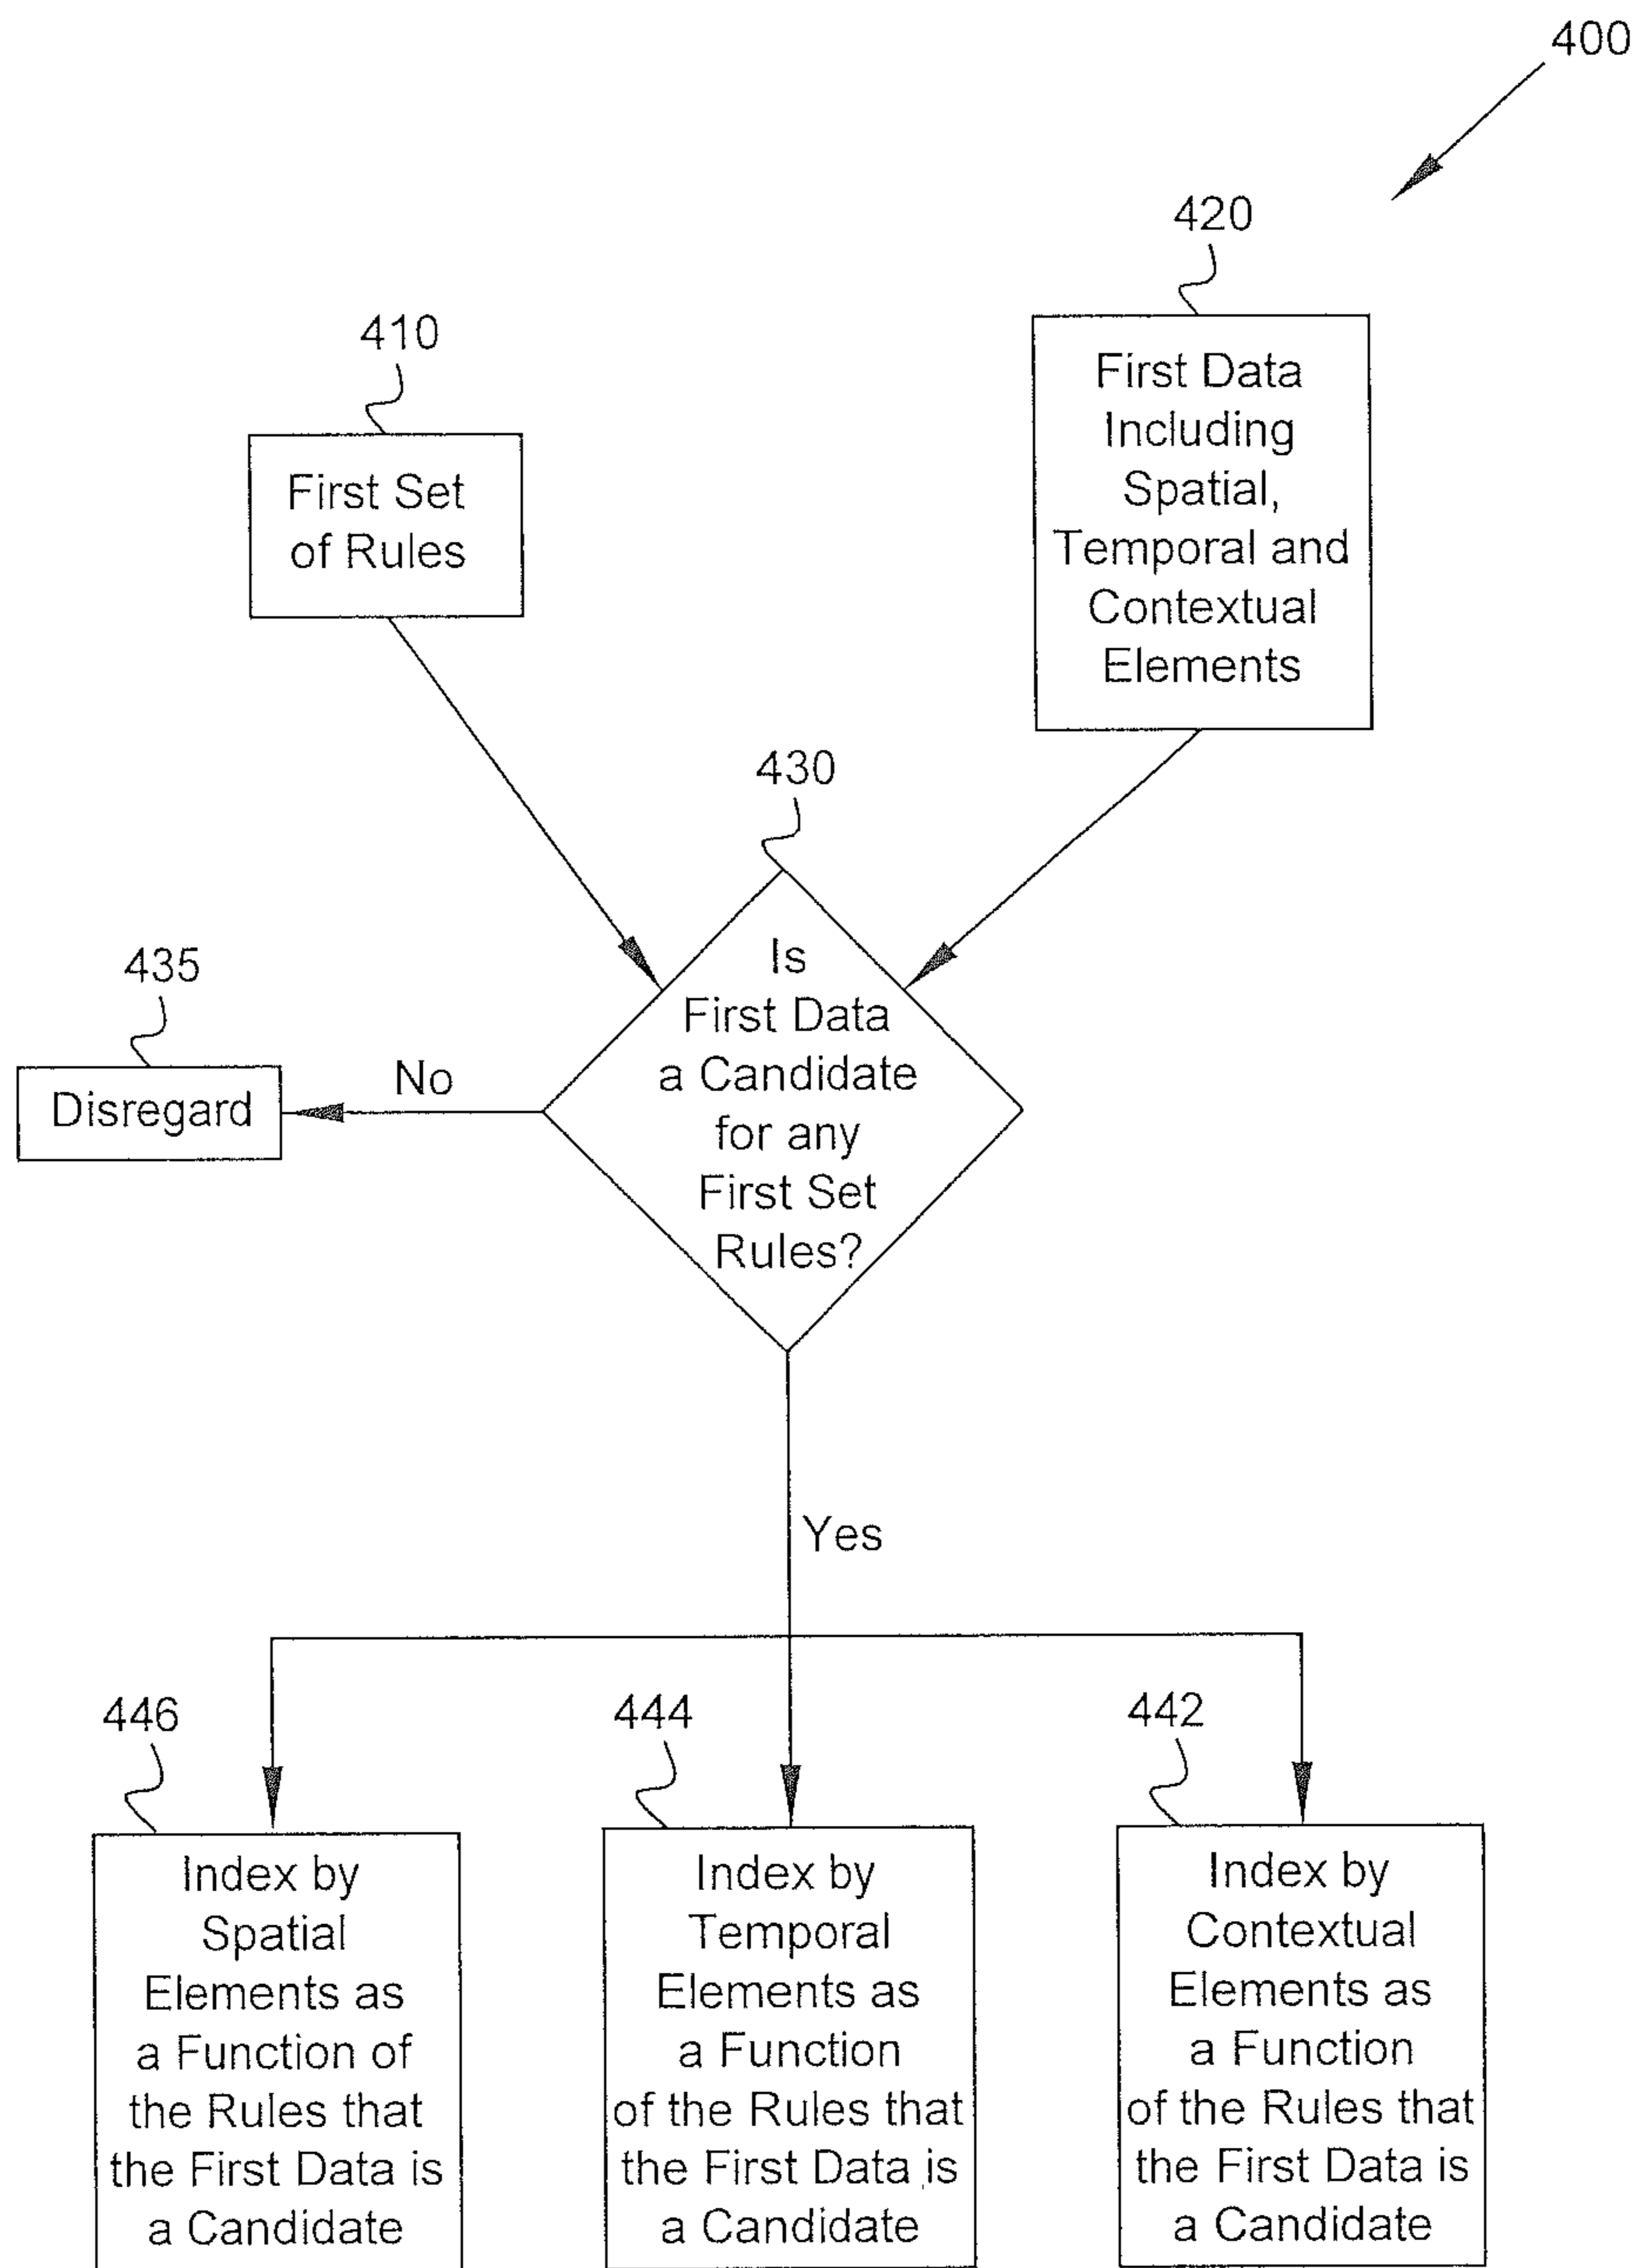 400
420
First Data
Including
Spatial,
Temporal and
Contextual
Elements
410
First Set
of Rules
430
Is
First Data
a Candidate
for any
First Set
Rules?
435
Disregard
No
Yes
446
Index by
Spatial
Elements as
a Function of
the Rules that
the First Data is
a Candidate
444
Index by
Temporal
Elements as
a Function
of the Rules that
the First Data is
a Candidate
442
Index by
Contextual
Elements as
a Function
of the Rules that
the First Data is
a Candidate